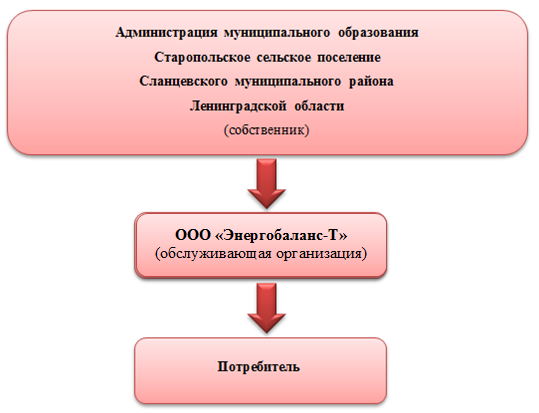 Администрация муниципального образования
Старопольское сельское поселение
Сланцевского муниципального района
Ленинградской области
(собственник)
ООО «Энергобаланс-Т»
(обслуживающая организация)
Потребитель